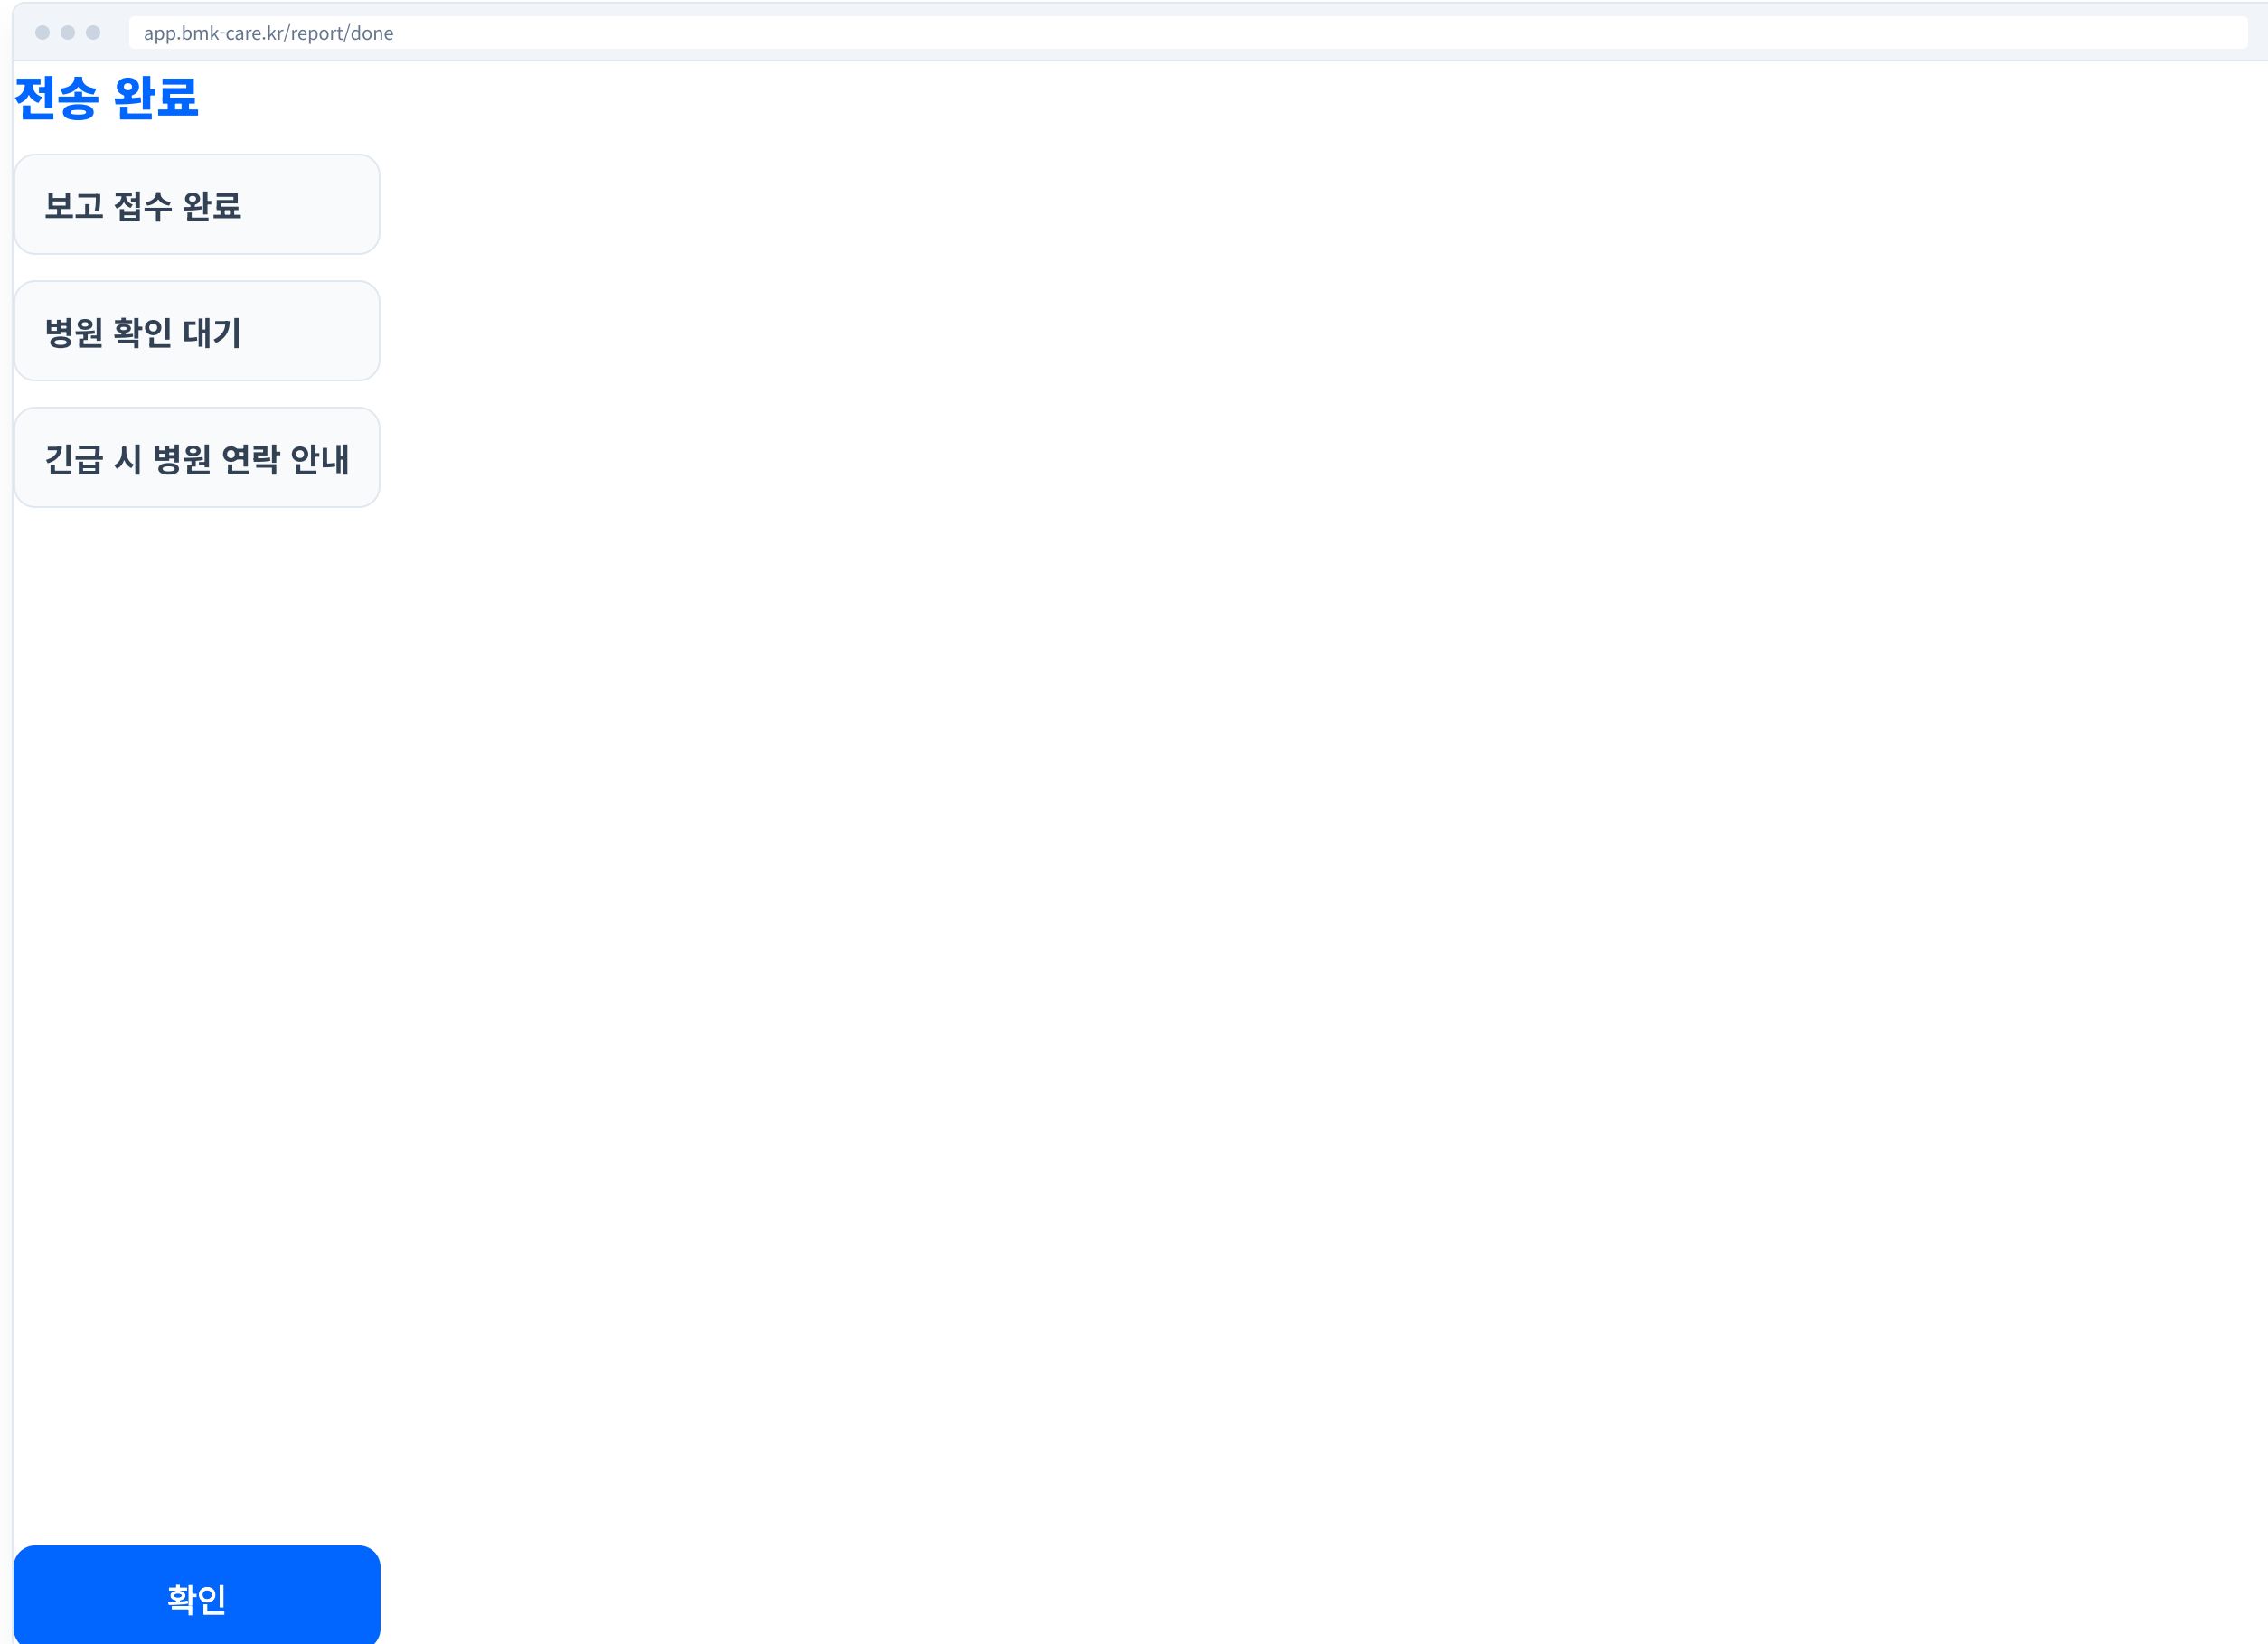 app.bmk-care.kr/report/done
전송 완료
보고 접수 완료
병원 확인 대기
긴급 시 병원 연락 안내
확인